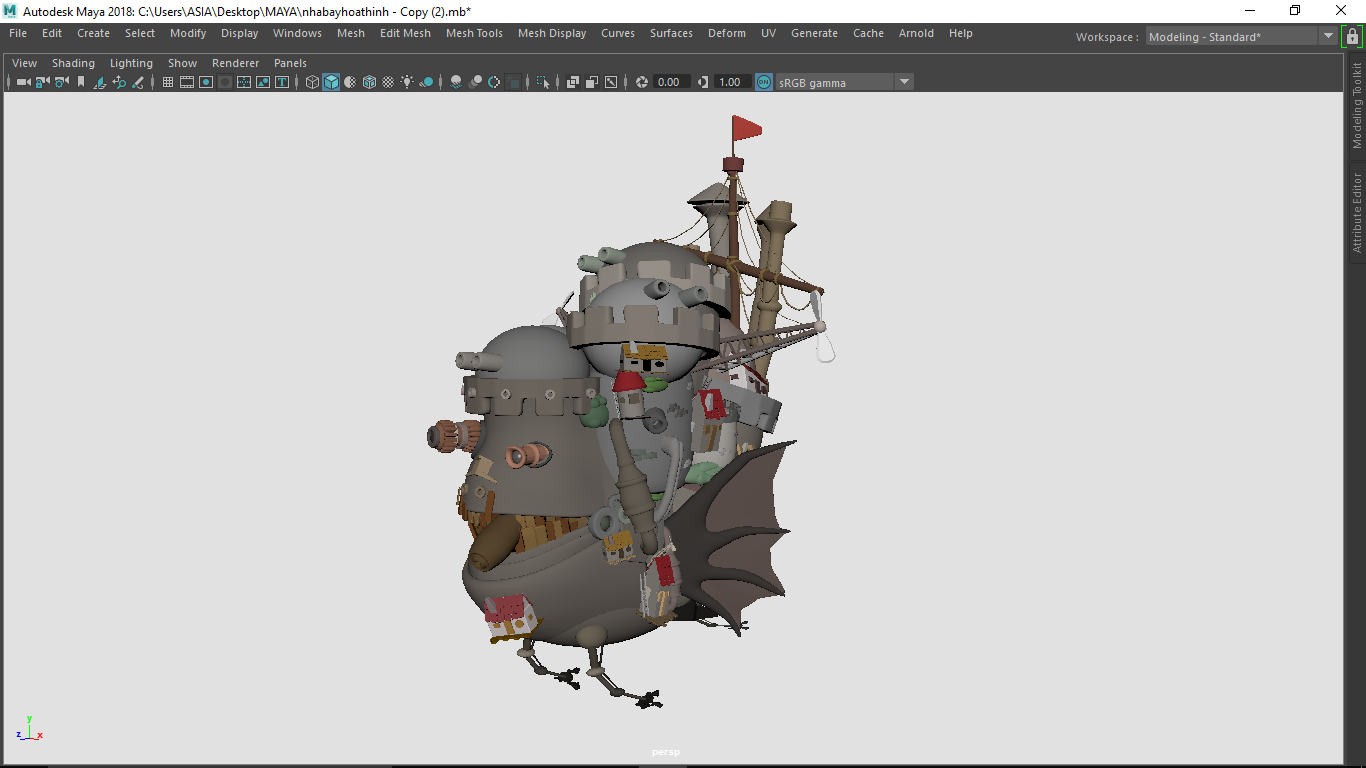 Autodesk Maya 2018: C:\Users\ASIA\Desktop\MAYA\nhabayhoathinh - Copy (2).mb*
File Edit Create Select Modify Display Windows Mesh Edit Mesh Mesh Tools Mesh Display Curves Surfaces Deform UV Generate Cache Arnold Help
Workspace : Modeling - Standard*
View Shading Lighting Show Renderer Panels
0.00 1.00 ON sRGB gamma
Modeling Toolkit
Attribute Editor
y
z x
persp